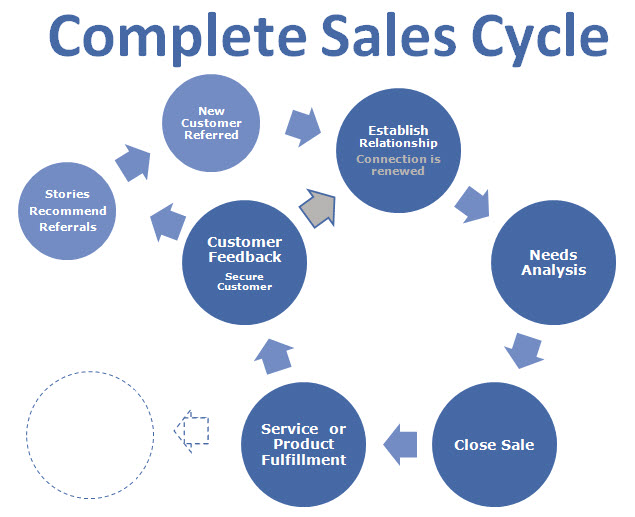 Complete Sales Cycle
New
Customer
Referred
Establish
Relationship
Connection is
renewed
Stories
Recommend
Referrals
Customer
Feedback
Secure
Customer
Needs
Analysis
Service or
Product
Fulfillment
Close Sale